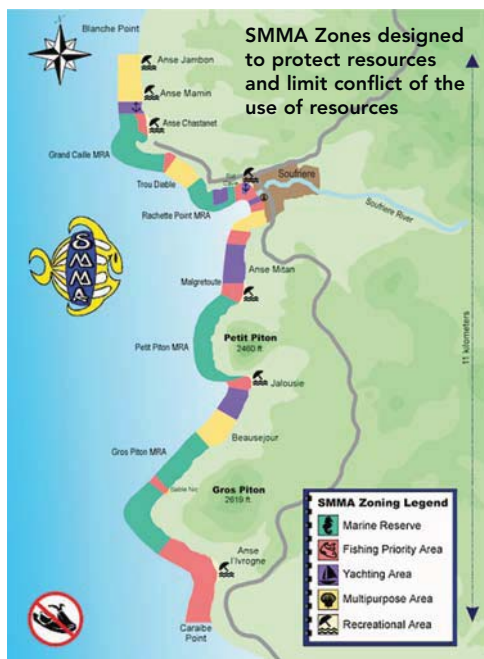 Blanche Point
SMMA Zones designed
to protect resources
and limit conflict of the
use of resources
Anse Jambon
Anse Mamin
Anse Chastanet
Grand Caille MRA
Trou Diable
Soufriere
Rachette Point MRA
Soufriere River
SMMA
Anse Mitan
Malgretoute
Petit Piton
2460 ft
Petit Piton MRA
11 kilometers
Jalousie
Beausejour
Gros Piton MRA
Gros Piton
2619 ft
Anse
l'Ivrogne
Caraibe
Point
SMMA Zoning Legend
Marine Reserve
Fishing Priority Area
Yachting Area
Multipurpose Area
Recreational Area